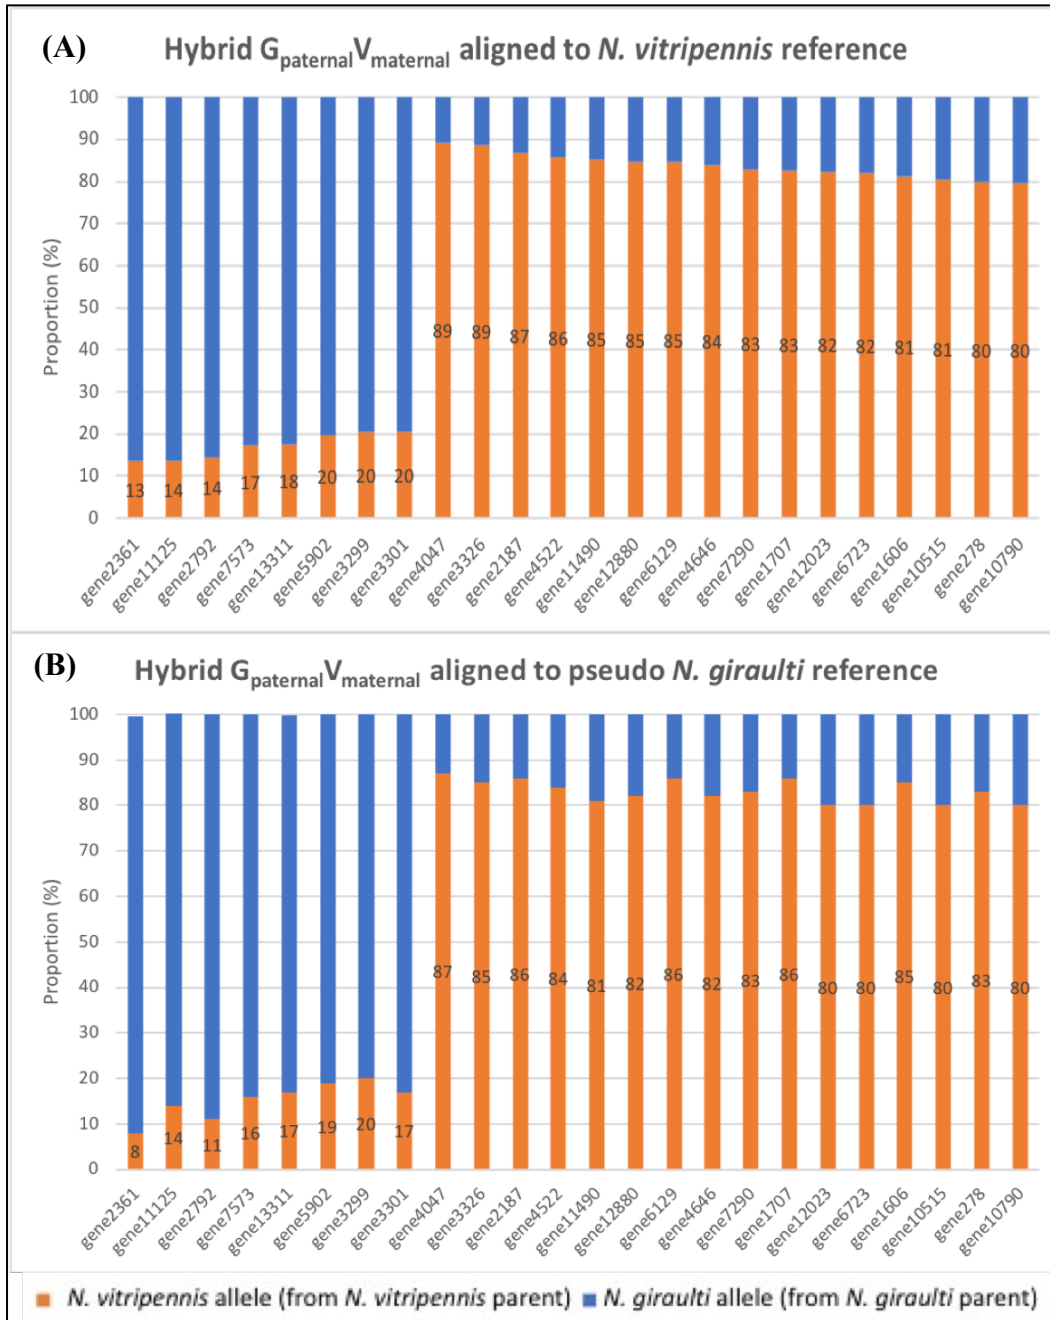 (A) Hybrid GpaternalVmaternal aligned to N. vitripennis reference
100
90
80
70
60
50
40
30
20
10
0
Proportion (%)
13 14 14 17 18 20 20 20 89 89 87 86 85 85 85 84 83 83 82 82 81 81 80 80
gene2361 gene11125 gene2792 gene7573 gene13311 gene5902 gene3299 gene3301 gene4047 gene3326 gene2187 gene4522 gene11490 gene12880 gene6129 gene4646 gene7290 gene1707 gene12023 gene6723 gene1606 gene10515 gene278 gene10790
(B) Hybrid GpaternalVmaternal aligned to pseudo N. giraulti reference
100
90
80
70
60
50
40
30
20
10
0
Proportion (%)
8 14 11 16 17 19 20 17 87 85 86 84 81 82 86 82 83 86 80 80 85 80 83 80
gene2361 gene11125 gene2792 gene7573 gene13311 gene5902 gene3299 gene3301 gene4047 gene3326 gene2187 gene4522 gene11490 gene12880 gene6129 gene4646 gene7290 gene1707 gene12023 gene6723 gene1606 gene10515 gene278 gene10790
N. vitripennis allele (from N. vitripennis parent) N. giraulti allele (from N. giraulti parent)